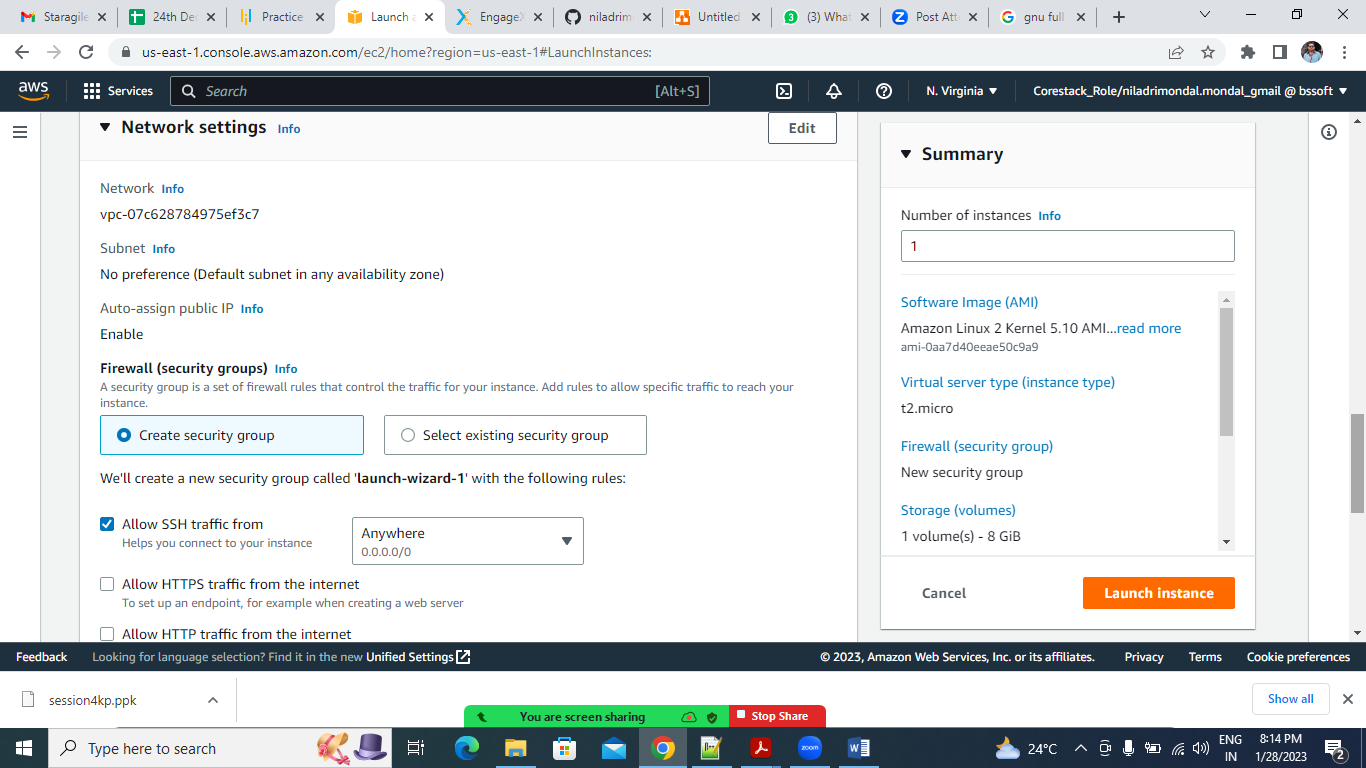 Staragile
24th De
Practice
Launch a
EngageX
niladrim
Untitled
(3) What
Post Att
gnu full
us-east-1.console.aws.amazon.com/ec2/home?region=us-east-1#LaunchInstances:
aws
Services
Search
[Alt+S]
N. Virginia
Corestack_Role/niladrimondal.mondal_gmail @ bssoft
Network settings Info
Edit
Network Info
vpc-07c628784975ef3c7
Subnet Info
No preference (Default subnet in any availability zone)
Auto-assign public IP Info
Enable
Firewall (security groups) Info
A security group is a set of firewall rules that control the traffic for your instance. Add rules to allow specific traffic to reach your
instance.
Create security group
Select existing security group
We'll create a new security group called 'launch-wizard-1' with the following rules:
Allow SSH traffic from
Helps you connect to your instance
Anywhere
0.0.0.0/0
Allow HTTPS traffic from the internet
To set up an endpoint, for example when creating a web server
Allow HTTP traffic from the internet
Summary
Number of instances Info
1
Software Image (AMI)
Amazon Linux 2 Kernel 5.10 AMI...read more
ami-0aa7d40eeae50c9a9
Virtual server type (instance type)
t2.micro
Firewall (security group)
New security group
Storage (volumes)
1 volume(s) - 8 GiB
Cancel
Launch instance
Feedback
Looking for language selection? Find it in the new Unified Settings
© 2023, Amazon Web Services, Inc. or its affiliates.
Privacy
Terms
Cookie preferences
session4kp.ppk
Show all
You are screen sharing
Stop Share
Type here to search
zoom
24°C
ENG
IN
8:14 PM
1/28/2023
2